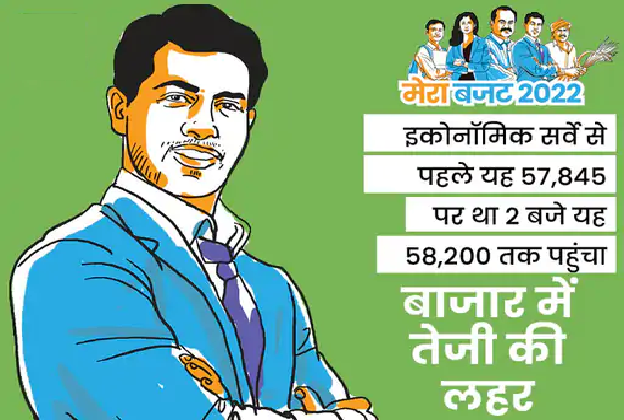 मेरा बजट 2022
इकोनॉमिक सर्वे से
पहले यह 57,845
पर था 2 बजे यह
58,200 तक पहुंचा
बाजार में
तेजी की
लहर